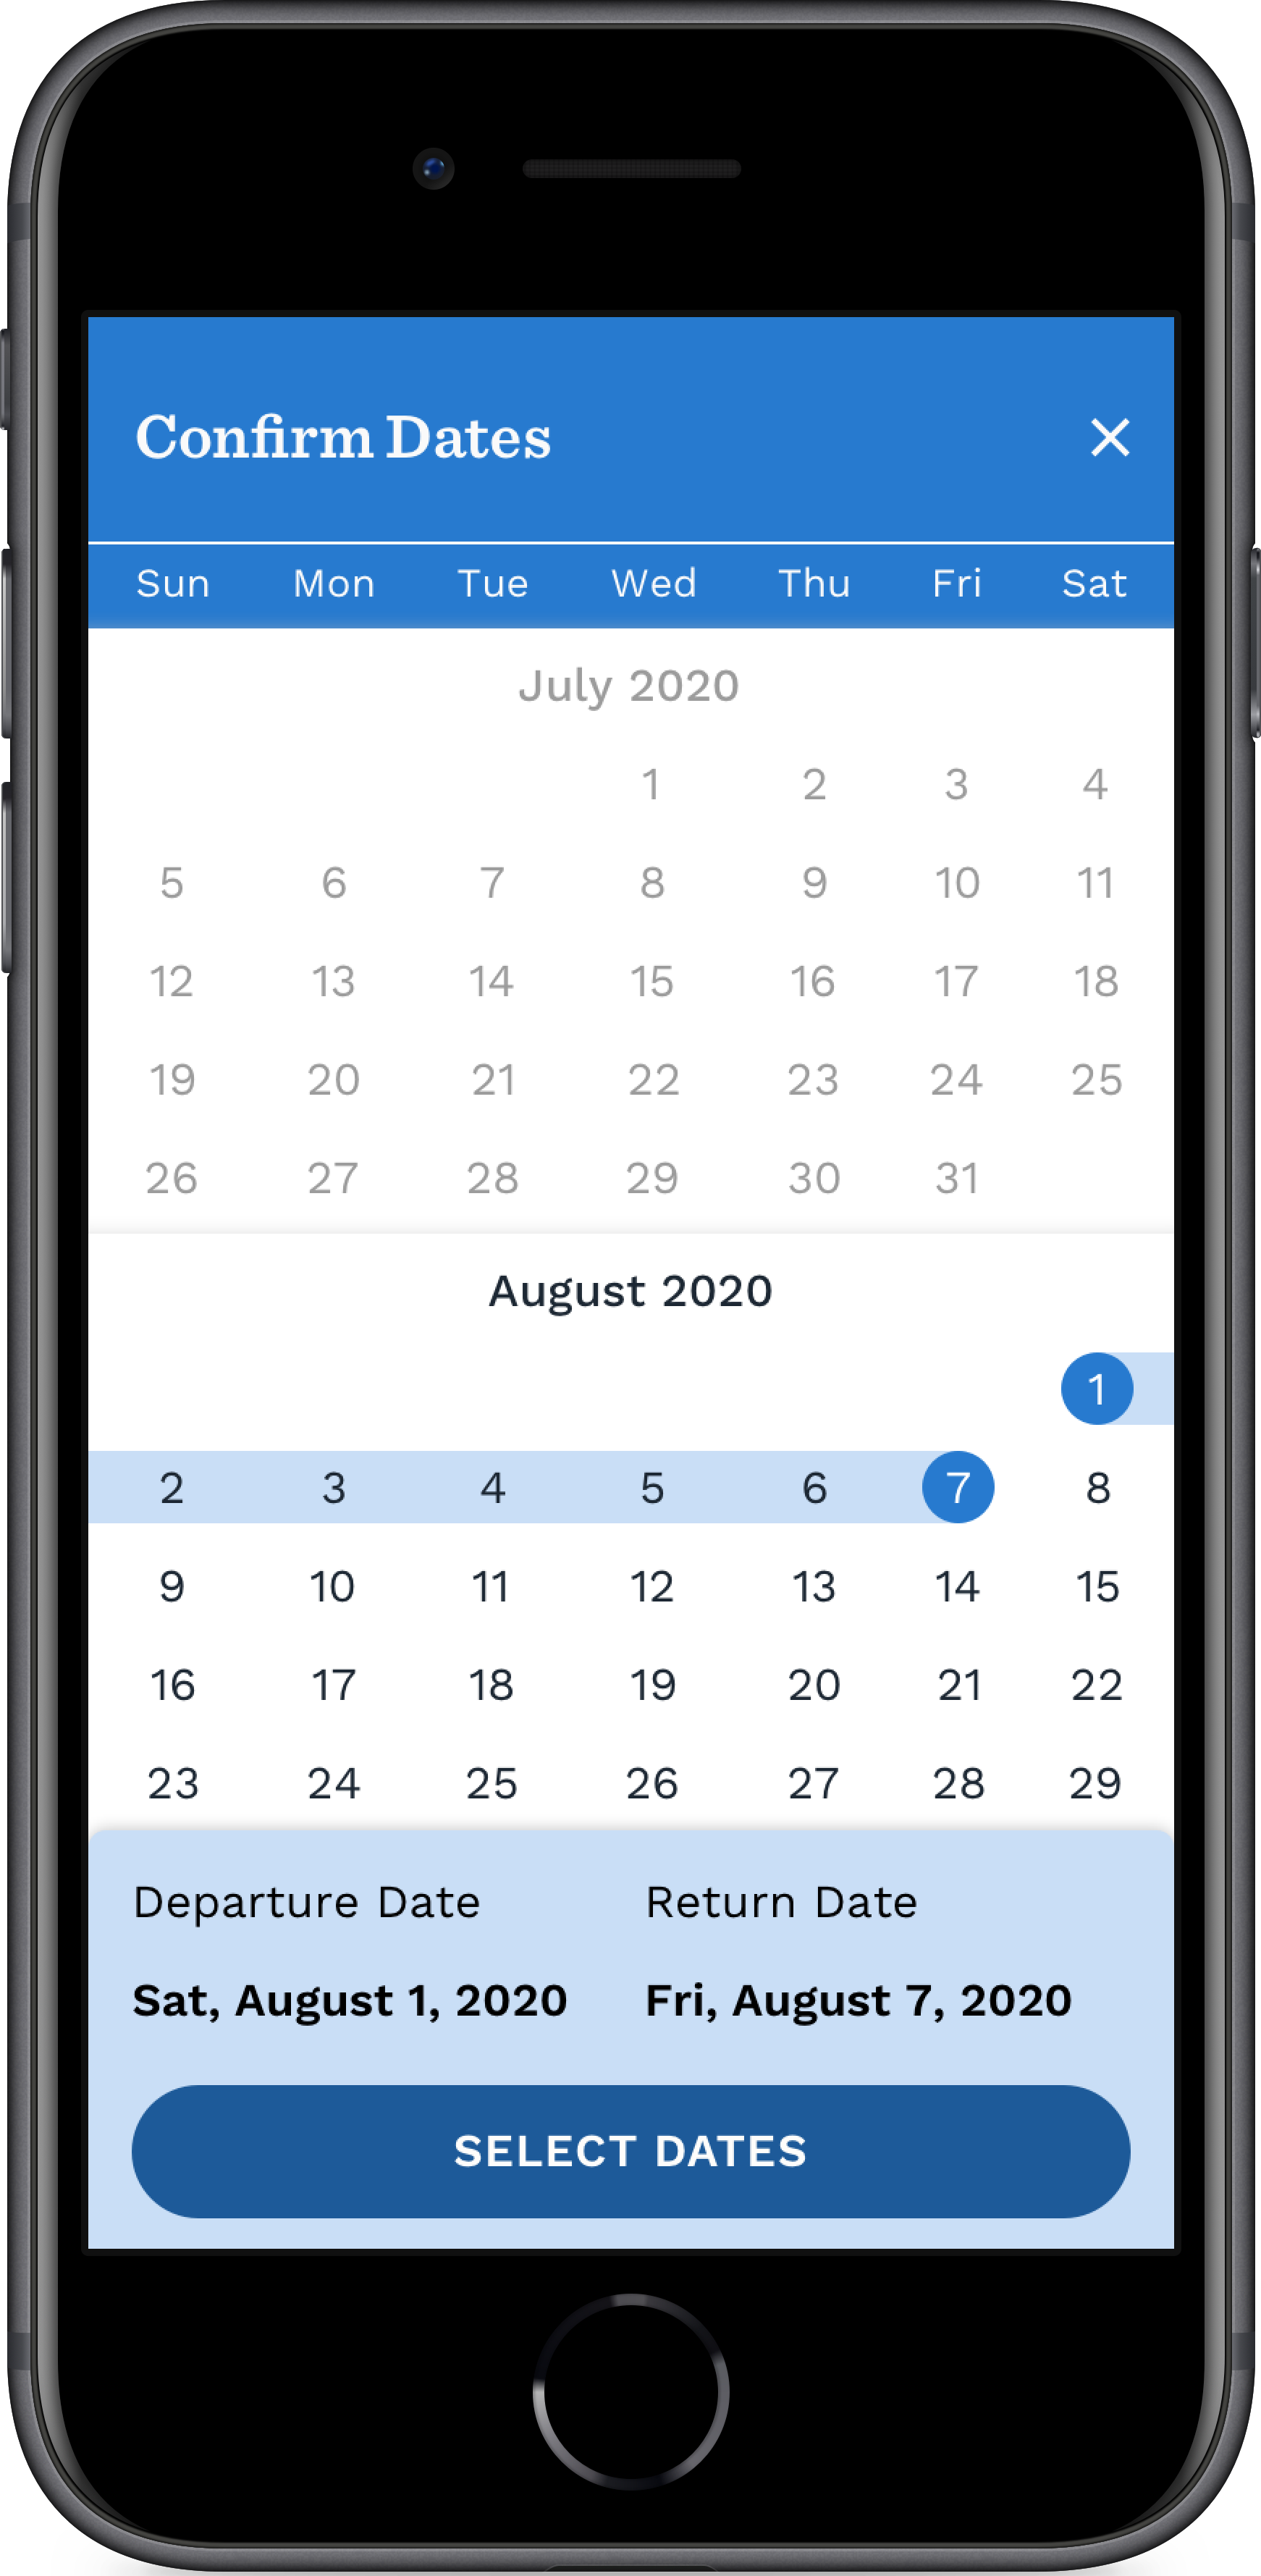 Confirm Dates ×
Sun Mon Tue Wed Thu Fri Sat
July 2020
1 2 3 4
5 6 7 8 9 10 11
12 13 14 15 16 17 18
19 20 21 22 23 24 25
26 27 28 29 30 31
August 2020
1
2 3 4 5 6 7 8
9 10 11 12 13 14 15
16 17 18 19 20 21 22
23 24 25 26 27 28 29
Departure Date Return Date
Sat, August 1, 2020 Fri, August 7, 2020
SELECT DATES